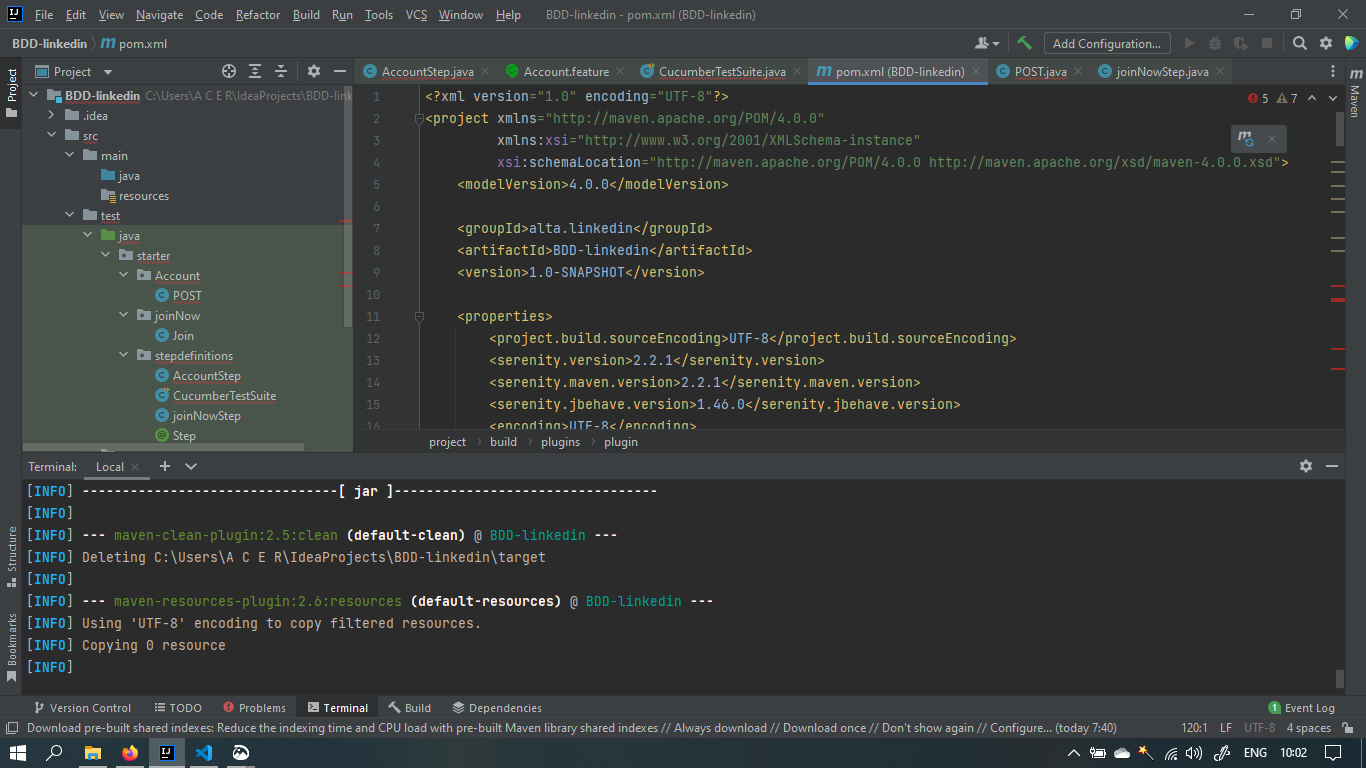 File Edit View Navigate Code Refactor Build Run Tools VCS Window Help BDD-linkedin - pom.xml (BDD-linkedin)
BDD-linkedin pom.xml
Add Configuration...
Project
AccountStep.java Account.feature CucumberTestSuite.java pom.xml (BDD-linkedin) POST.java joinNowStep.java
Project
Maven
BDD-linkedin C:\Users\A C E R\IdeaProjects\BDD-link
.idea
src
main
java
resources
test
java
starter
Account
POST
joinNow
Join
stepdefinitions
AccountStep
CucumberTestSuite
joinNowStep
Step
5 7
1 <?xml version="1.0" encoding="UTF-8"?>
2 <project xmlns="http://maven.apache.org/POM/4.0.0"
3 xmlns:xsi="http://www.w3.org/2001/XMLSchema-instance"
4 xsi:schemaLocation="http://maven.apache.org/POM/4.0.0 http://maven.apache.org/xsd/maven-4.0.0.xsd">
5 <modelVersion>4.0.0</modelVersion>
6
7 <groupId>alta.linkedin</groupId>
8 <artifactId>BDD-linkedin</artifactId>
9 <version>1.0-SNAPSHOT</version>
10
11 <properties>
12 <project.build.sourceEncoding>UTF-8</project.build.sourceEncoding>
13 <serenity.version>2.2.1</serenity.version>
14 <serenity.maven.version>2.2.1</serenity.maven.version>
15 <serenity.jbehave.version>1.46.0</serenity.jbehave.version>
16 <encoding>UTF-8</encoding>
project build plugins plugin
Terminal: Local
[INFO] --------------------------------[ jar ]---------------------------------
[INFO]
[INFO] --- maven-clean-plugin:2.5:clean (default-clean) @ BDD-linkedin ---
[INFO] Deleting C:\Users\A C E R\IdeaProjects\BDD-linkedin\target
[INFO]
[INFO] --- maven-resources-plugin:2.6:resources (default-resources) @ BDD-linkedin ---
[INFO] Using 'UTF-8' encoding to copy filtered resources.
[INFO] Copying 0 resource
[INFO]
Structure
Bookmarks
Version Control TODO Problems Terminal Build Dependencies 1 Event Log
Download pre-built shared indexes: Reduce the indexing time and CPU load with pre-built Maven library shared indexes // Always download // Download once // Don't show again // Configure... (today 7:40) 120:1 LF UTF-8 4 spaces
ENG 10:02